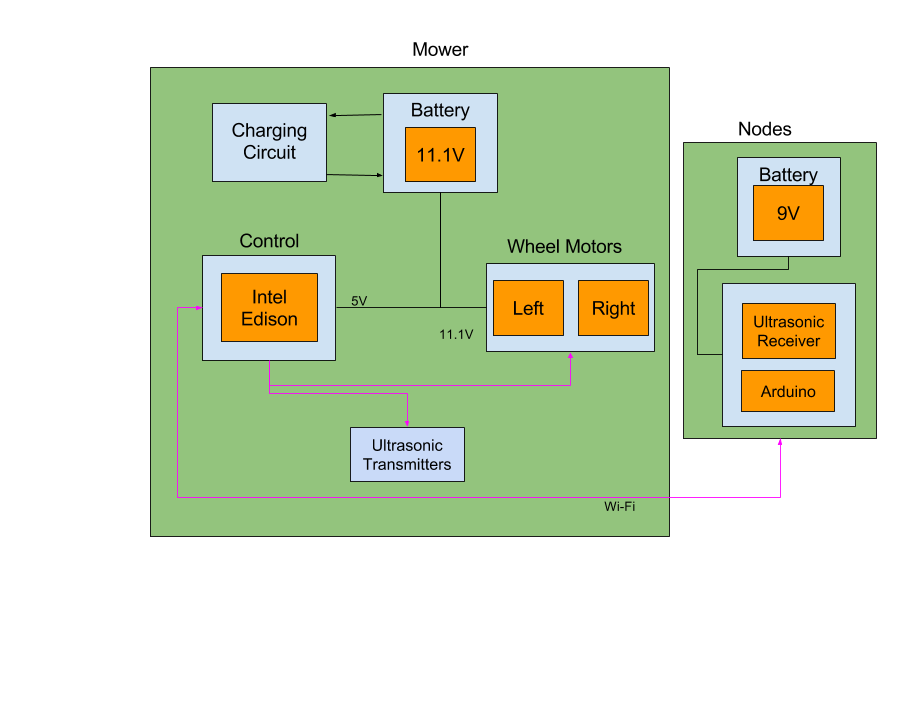 Mower
Battery
11.1V
Charging
Circuit
Control
Intel
Edison
5V
11.1V
Wheel Motors
Left
Right
Ultrasonic
Transmitters
Wi-Fi
Nodes
Battery
9V
Ultrasonic
Receiver
Arduino